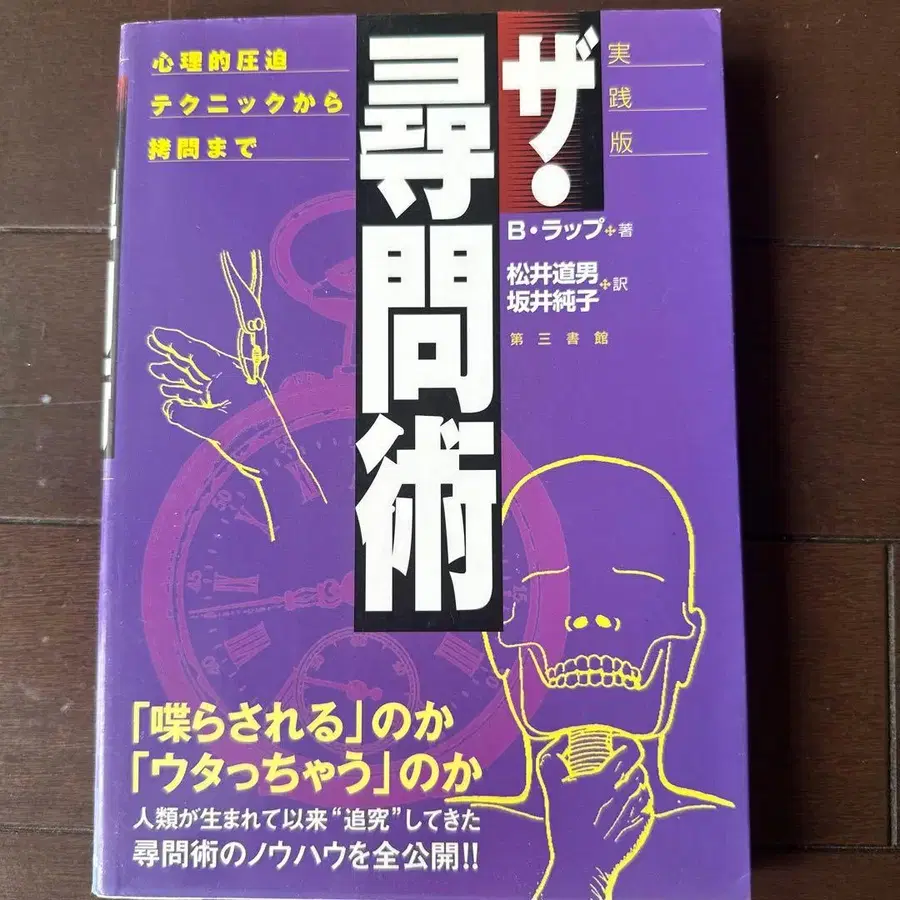 実践版
ザ・
尋問術
心理的圧迫
テクニックから
拷問まで
B・ラップ 著
松井道男
坂井純子 訳
第三書館
「喋らされる」のか
「ウタっちゃう」のか
人類が生まれて以来“追究”してきた
尋問術のノウハウを全公開!!